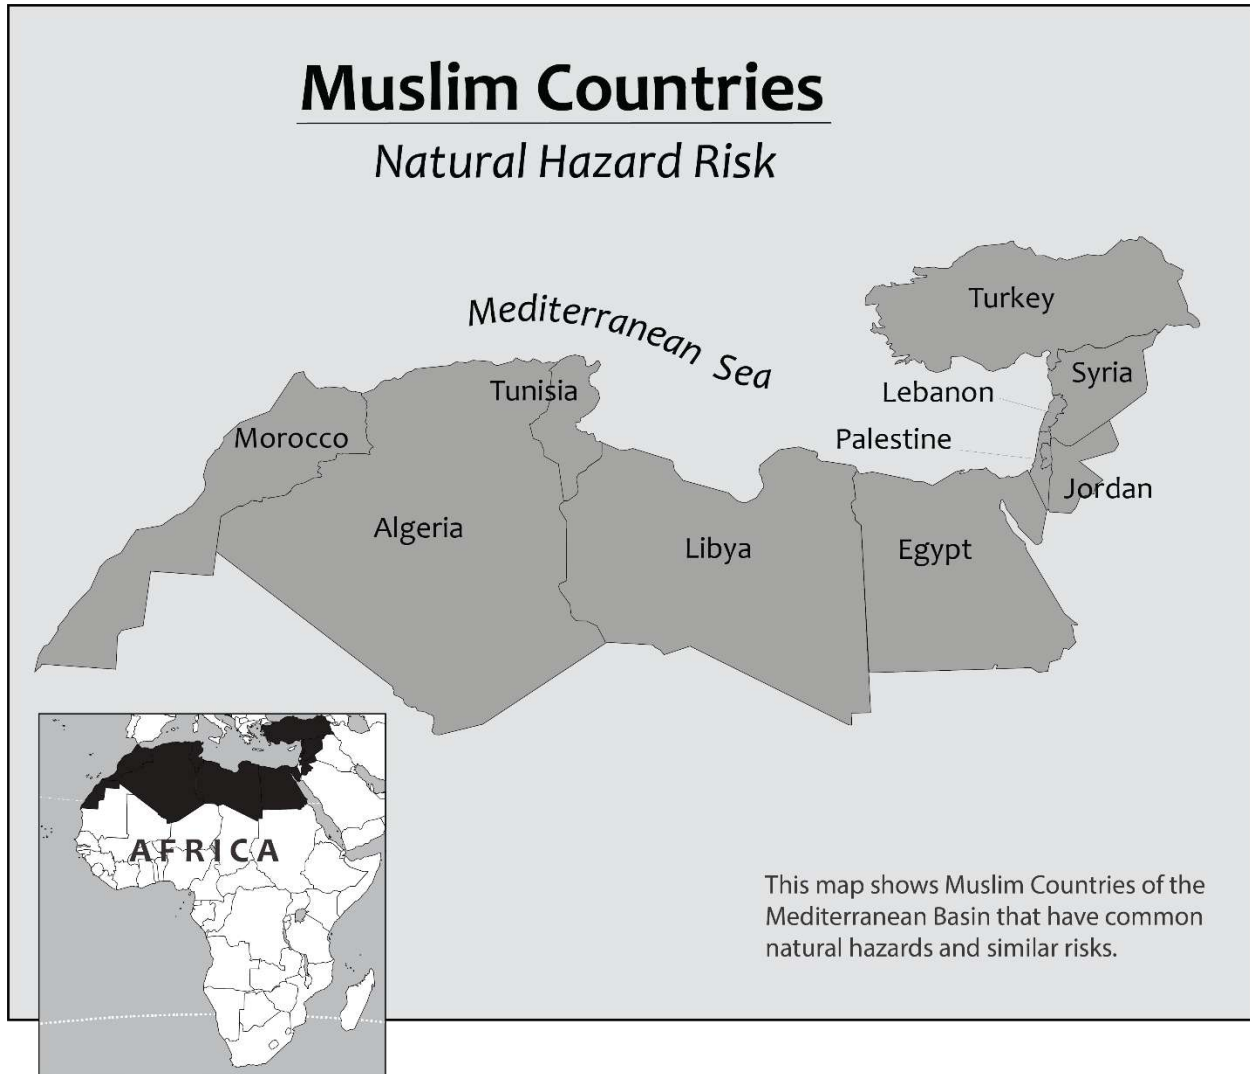 Muslim Countries
Natural Hazard Risk
Mediterranean Sea
Turkey
Syria
Lebanon
Tunisia
Palestine
Morocco
Jordan
Algeria
Libya
Egypt
AFRICA
This map shows Muslim Countries of the
Mediterranean Basin that have common
natural hazards and similar risks.